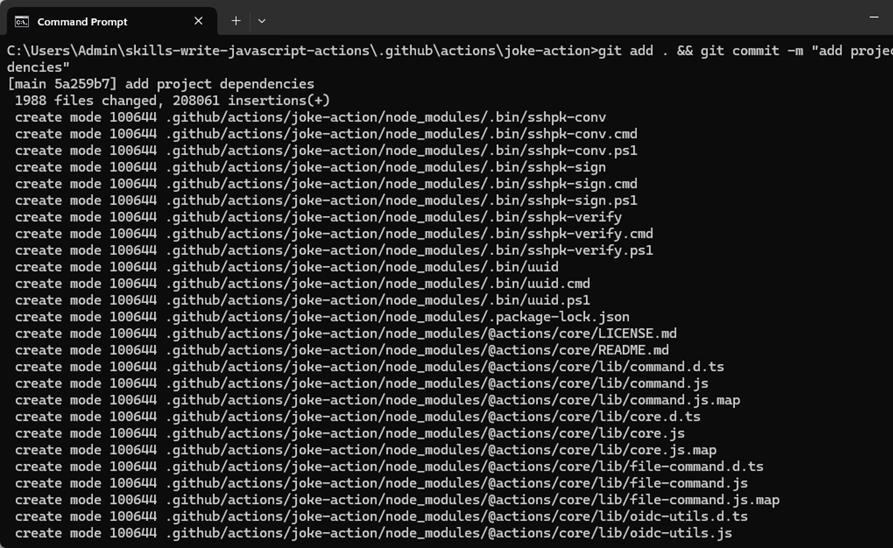 Command Prompt
C:\Users\Admin\skills-write-javascript-actions\.github\actions\joke-action>git add . && git commit -m "add projec
dencies"
[main 5a259b7] add project dependencies
 1988 files changed, 208061 insertions(+)
 create mode 100644 .github/actions/joke-action/node_modules/.bin/sshpk-conv
 create mode 100644 .github/actions/joke-action/node_modules/.bin/sshpk-conv.cmd
 create mode 100644 .github/actions/joke-action/node_modules/.bin/sshpk-conv.ps1
 create mode 100644 .github/actions/joke-action/node_modules/.bin/sshpk-sign
 create mode 100644 .github/actions/joke-action/node_modules/.bin/sshpk-sign.cmd
 create mode 100644 .github/actions/joke-action/node_modules/.bin/sshpk-sign.ps1
 create mode 100644 .github/actions/joke-action/node_modules/.bin/sshpk-verify
 create mode 100644 .github/actions/joke-action/node_modules/.bin/sshpk-verify.cmd
 create mode 100644 .github/actions/joke-action/node_modules/.bin/sshpk-verify.ps1
 create mode 100644 .github/actions/joke-action/node_modules/.bin/uuid
 create mode 100644 .github/actions/joke-action/node_modules/.bin/uuid.cmd
 create mode 100644 .github/actions/joke-action/node_modules/.bin/uuid.ps1
 create mode 100644 .github/actions/joke-action/node_modules/.package-lock.json
 create mode 100644 .github/actions/joke-action/node_modules/@actions/core/LICENSE.md
 create mode 100644 .github/actions/joke-action/node_modules/@actions/core/README.md
 create mode 100644 .github/actions/joke-action/node_modules/@actions/core/lib/command.d.ts
 create mode 100644 .github/actions/joke-action/node_modules/@actions/core/lib/command.js
 create mode 100644 .github/actions/joke-action/node_modules/@actions/core/lib/command.js.map
 create mode 100644 .github/actions/joke-action/node_modules/@actions/core/lib/core.d.ts
 create mode 100644 .github/actions/joke-action/node_modules/@actions/core/lib/core.js
 create mode 100644 .github/actions/joke-action/node_modules/@actions/core/lib/core.js.map
 create mode 100644 .github/actions/joke-action/node_modules/@actions/core/lib/file-command.d.ts
 create mode 100644 .github/actions/joke-action/node_modules/@actions/core/lib/file-command.js
 create mode 100644 .github/actions/joke-action/node_modules/@actions/core/lib/file-command.js.map
 create mode 100644 .github/actions/joke-action/node_modules/@actions/core/lib/oidc-utils.d.ts
 create mode 100644 .github/actions/joke-action/node_modules/@actions/core/lib/oidc-utils.js